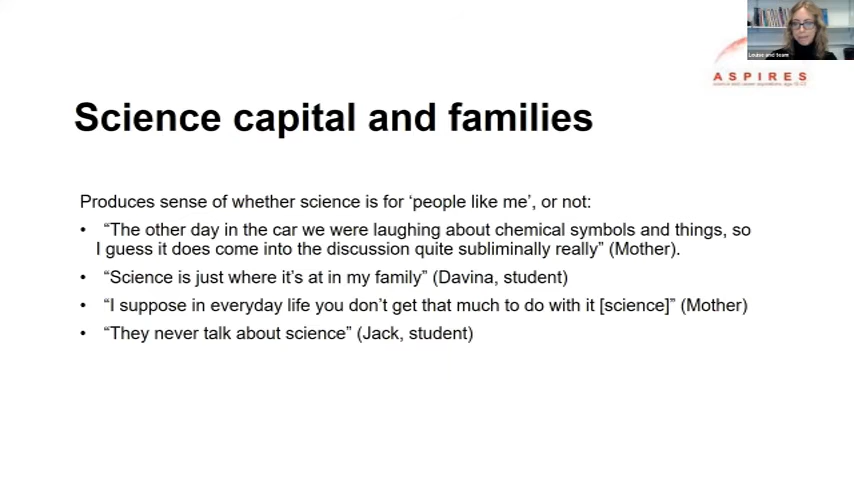 Louise and team
ASPIRES
Science capital and families
Produces sense of whether science is for ‘people like me’, or not:
• “The other day in the car we were laughing about chemical symbols and things, so
I guess it does come into the discussion quite subliminally really” (Mother).
• “Science is just where it’s at in my family” (Davina, student)
• “I suppose in everyday life you don’t get that much to do with it [science]” (Mother)
• “They never talk about science” (Jack, student)